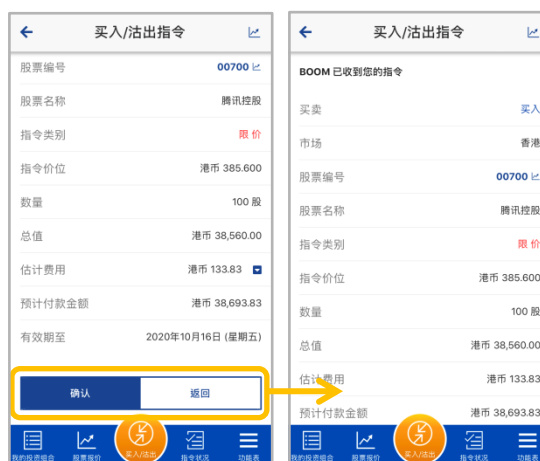 买入/沽出指令
股票编号 00700
股票名称 腾讯控股
指令类别 限价
指令价位 港币 385.600
数量 100 股
总值 港币 38,560.00
估计费用 港币 133.83
预计付款金额 港币 38,693.83
有效期至 2020年10月16日 (星期五)
确认 返回
我的投资组合 股票报价 买入/沽出 指令状况 功能表
买入/沽出指令
BOOM 已收到您的指令
买卖 买入
市场 香港
股票编号 00700
股票名称 腾讯控股
指令类别 限价
指令价位 港币 385.600
数量 100 股
总值 港币 38,560.00
估计费用 港币 133.83
预计付款金额 港币 38,693.83
我的投资组合 股票报价 买入/沽出 指令状况 功能表